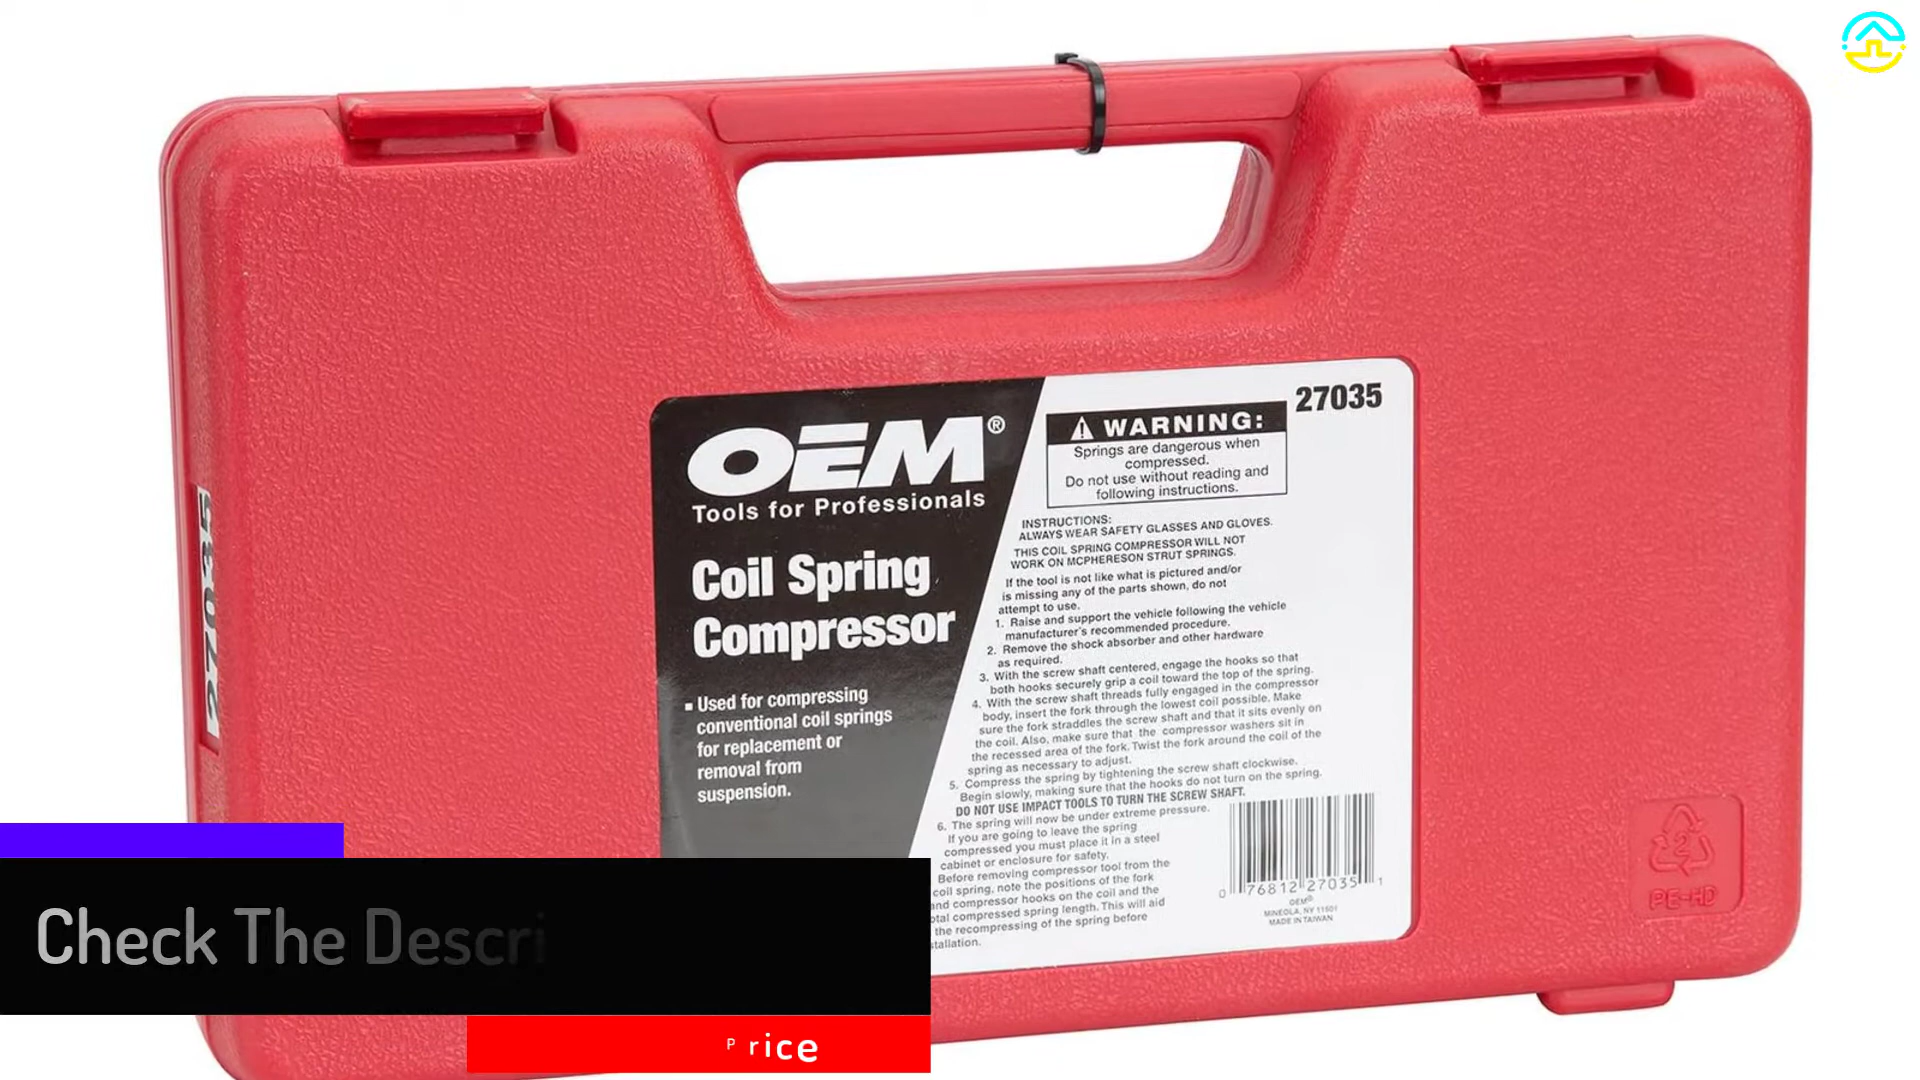 OEM®
Tools for Professionals
Coil Spring
Compressor
▪ Used for compressing
conventional coil springs
for replacement or
removal from
suspension.
27035
⚠ WARNING:
Springs are dangerous when
compressed.
Do not use without reading and
following instructions.
INSTRUCTIONS:
ALWAYS WEAR SAFETY GLASSES AND GLOVES.
THIS COIL SPRING COMPRESSOR WILL NOT
WORK ON MCPHERESON STRUT SPRINGS.
If the tool is not like what is pictured and/or
is missing any of the parts shown, do not
attempt to use.
1. Raise and support the vehicle following the vehicle
manufacturer's recommended procedure.
2. Remove the shock absorber and other hardware
as required.
3. With the screw shaft centered, engage the hooks so that
both hooks securely grip a coil toward the top of the spring.
4. With the screw shaft threads fully engaged in the compressor
body, insert the fork through the lowest coil possible. Make
sure the fork straddles the screw shaft and that it sits evenly on
the coil. Also, make sure that the compressor washers sit in
the recessed area of the fork. Twist the fork around the coil of the
spring as necessary to adjust.
5. Compress the spring by tightening the screw shaft clockwise.
Begin slowly, making sure that the hooks do not turn on the spring.
DO NOT USE IMPACT TOOLS TO TURN THE SCREW SHAFT.
6. The spring will now be under extreme pressure.
If you are going to leave the spring
compressed you must place it in a steel
cabinet or enclosure for safety.
Before removing compressor tool from the
coil spring, note the positions of the fork
and compressor hooks on the coil and the
otal compressed spring length. This will aid
the recompressing of the spring before
stallation.
0 76812 27035 1
OEM®
MINEOLA, NY 11501
MADE IN TAIWAN
27035
2
PE-HD
Check The Descri
Price